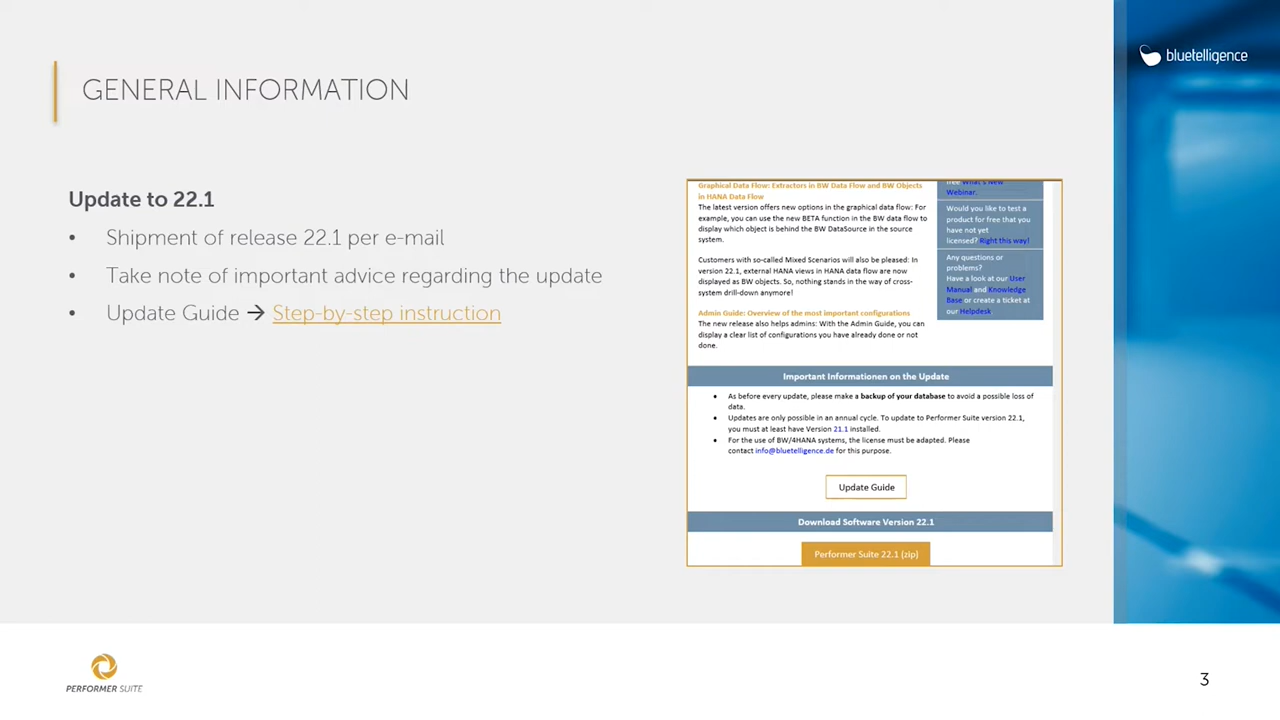 bluetelligence
GENERAL INFORMATION
Update to 22.1
• Shipment of release 22.1 per e-mail
• Take note of important advice regarding the update
• Update Guide → Step-by-step instruction
Graphical Data Flow: Extractors in BW Data Flow and BW Objects
in HANA Data Flow
The latest version offers new options in the graphical data flow: For
example, you can use the new BETA function in the BW data flow to
display which object is behind the BW DataSource in the source
system.
Customers with so-called Mixed Scenarios will also be pleased: In
version 22.1, external HANA views in HANA data flow are now
displayed as BW objects. So, nothing stands in the way of cross-
system drill-down anymore!
Admin Guide: Overview of the most important configurations
The new release also helps admins: With the Admin Guide, you can
display a clear list of configurations you have already done or not
done.
free What's New
Webinar.
Would you like to test a
product for free that you
have not yet
licensed? Right this way!
Any questions or
problems?
Have a look at our User
Manual and Knowledge
Base or create a ticket at
our Helpdesk
Important Informationen on the Update
• As before every update, please make a backup of your database to avoid a possible loss of
data.
• Updates are only possible in an annual cycle. To update to Performer Suite version 22.1,
you must at least have Version 21.1 installed.
• For the use of BW/4HANA systems, the license must be adapted. Please
contact info@bluetelligence.de for this purpose.
Update Guide
Download Software Version 22.1
Performer Suite 22.1 (zip)
PERFORMER SUITE
3